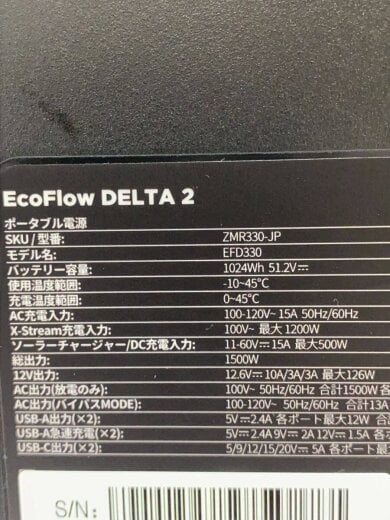 EcoFlow DELTA 2
ポータブル電源
SKU / 型番: ZMR330-JP
モデル名: EFD330
バッテリー容量: 1024Wh 51.2V⎓
使用温度範囲: -10~45℃
充電温度範囲: 0~45℃
AC充電入力: 100-120V~ 15A 50Hz/60Hz
X-Stream充電入力: 100V~ 最大 1200W
ソーラーチャージャー/DC充電入力: 11-60V⎓ 15A 最大500W
総出力: 1500W
12V出力: 12.6V⎓ 10A/3A/3A 最大126W
AC出力(放電のみ): 100V~ 50Hz/60Hz 合計1500W
AC出力(バイパスMODE): 100-120V~ 50Hz/60Hz 合計13A
USB-A出力(×2): 5V⎓ 2.4A 各ポート最大12W 合計
USB-A急速充電(×2): 5V⎓ 2.4A 9V⎓ 2A 12V⎓ 1.5A
USB-C出力(×2): 5/9/12/15/20V⎓ 5A 各ポ
S/N: